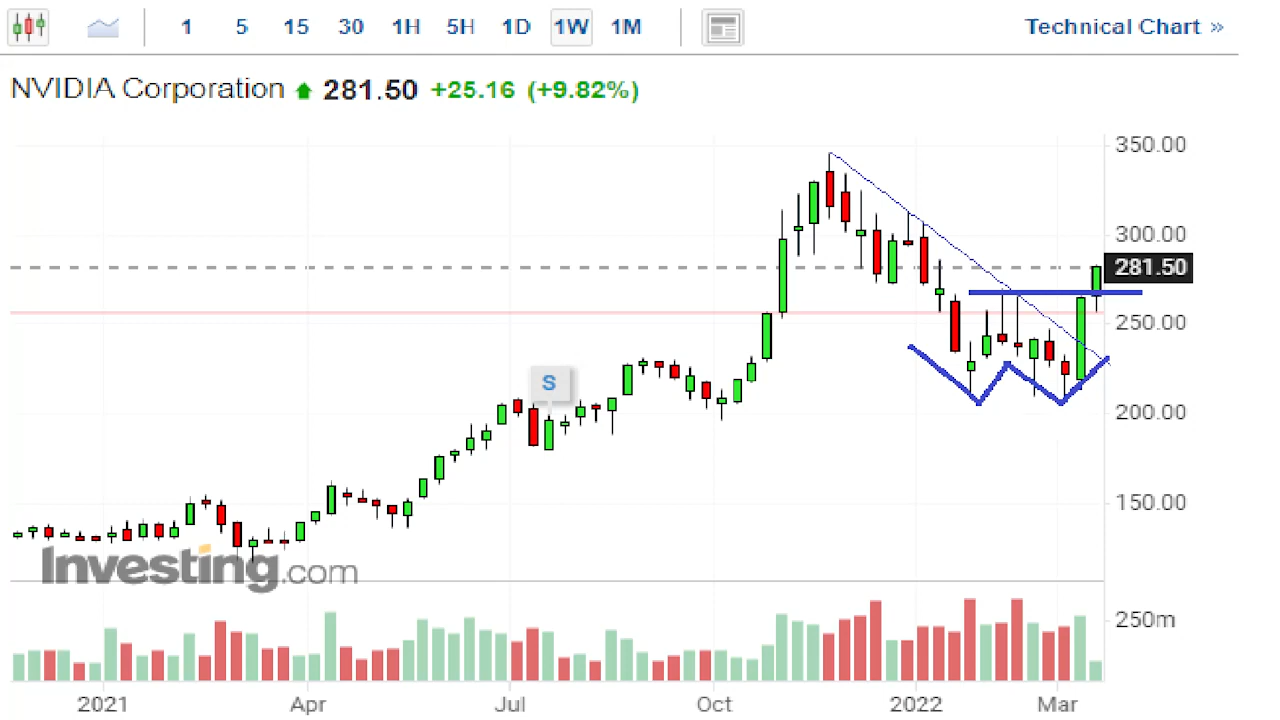 1 5 15 30 1H 5H 1D 1W 1M Technical Chart »
NVIDIA Corporation 281.50 +25.16 (+9.82%)
350.00
300.00
281.50
250.00
S
200.00
150.00
Investing.com
250m
2021 Apr Jul Oct 2022 Mar